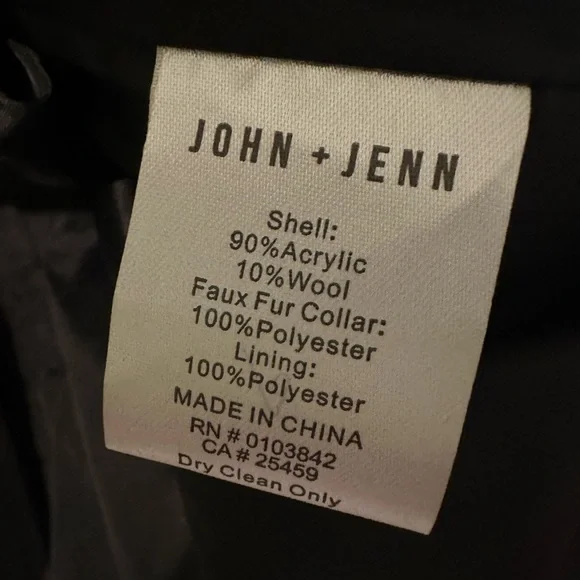 JOHN + JENN
Shell:
90%Acrylic
10%Wool
Faux Fur Collar:
100%Polyester
Lining:
100%Polyester
MADE IN CHINA
RN # 0103842
CA # 25459
Dry Clean Only